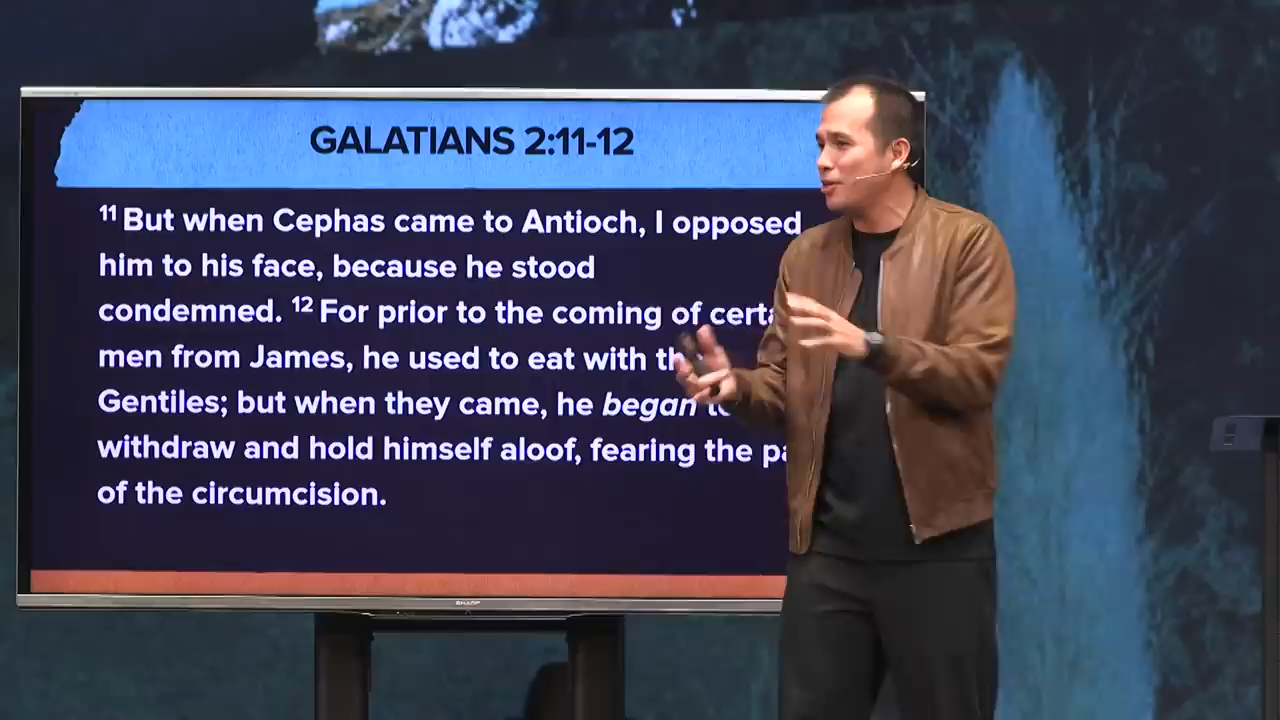 GALATIANS 2:11-12
11 But when Cephas came to Antioch, I opposed
him to his face, because he stood
condemned. 12 For prior to the coming of
men from James, he used to eat with
Gentiles; but when they came, he began
withdraw and hold himself aloof, fearing the
of the circumcision.
SHARP